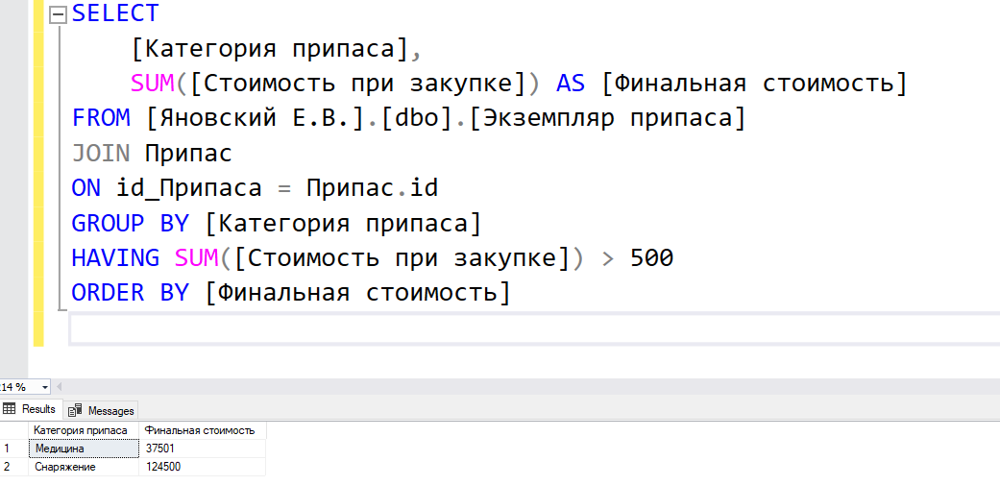 SELECT
[Категория припаса],
SUM([Стоимость при закупке]) AS [Финальная стоимость]
FROM [Яновский Е.В.].[dbo].[Экземпляр припаса]
JOIN Припас
ON id_Припаса = Припас.id
GROUP BY [Категория припаса]
HAVING SUM([Стоимость при закупке]) > 500
ORDER BY [Финальная стоимость]
14 %
Results Messages
Категория припаса Финальная стоимость
1 Медицина 37501
2 Снаряжение 124500